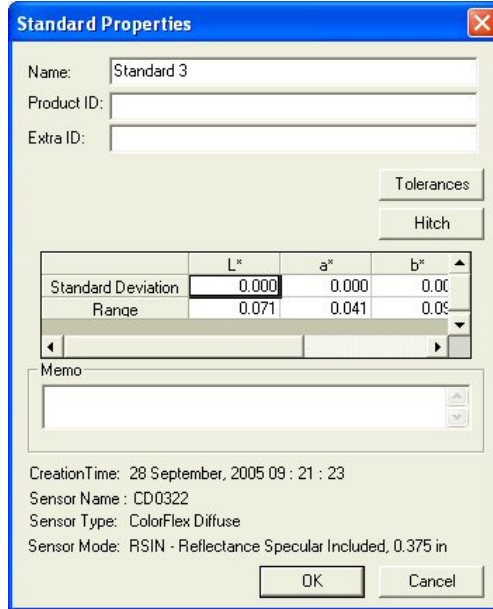 Standard Properties
Name: Standard 3
Product ID:
Extra ID:
Tolerances
Hitch
L* a* b*
Standard Deviation 0.000 0.000
Range 0.071 0.041
Memo
CreationTime: 28 September, 2005 09 : 21 : 23
Sensor Name : CD0322
Sensor Type: ColorFlex Diffuse
Sensor Mode: RSIN - Reflectance Specular Included, 0.375 in
OK Cancel